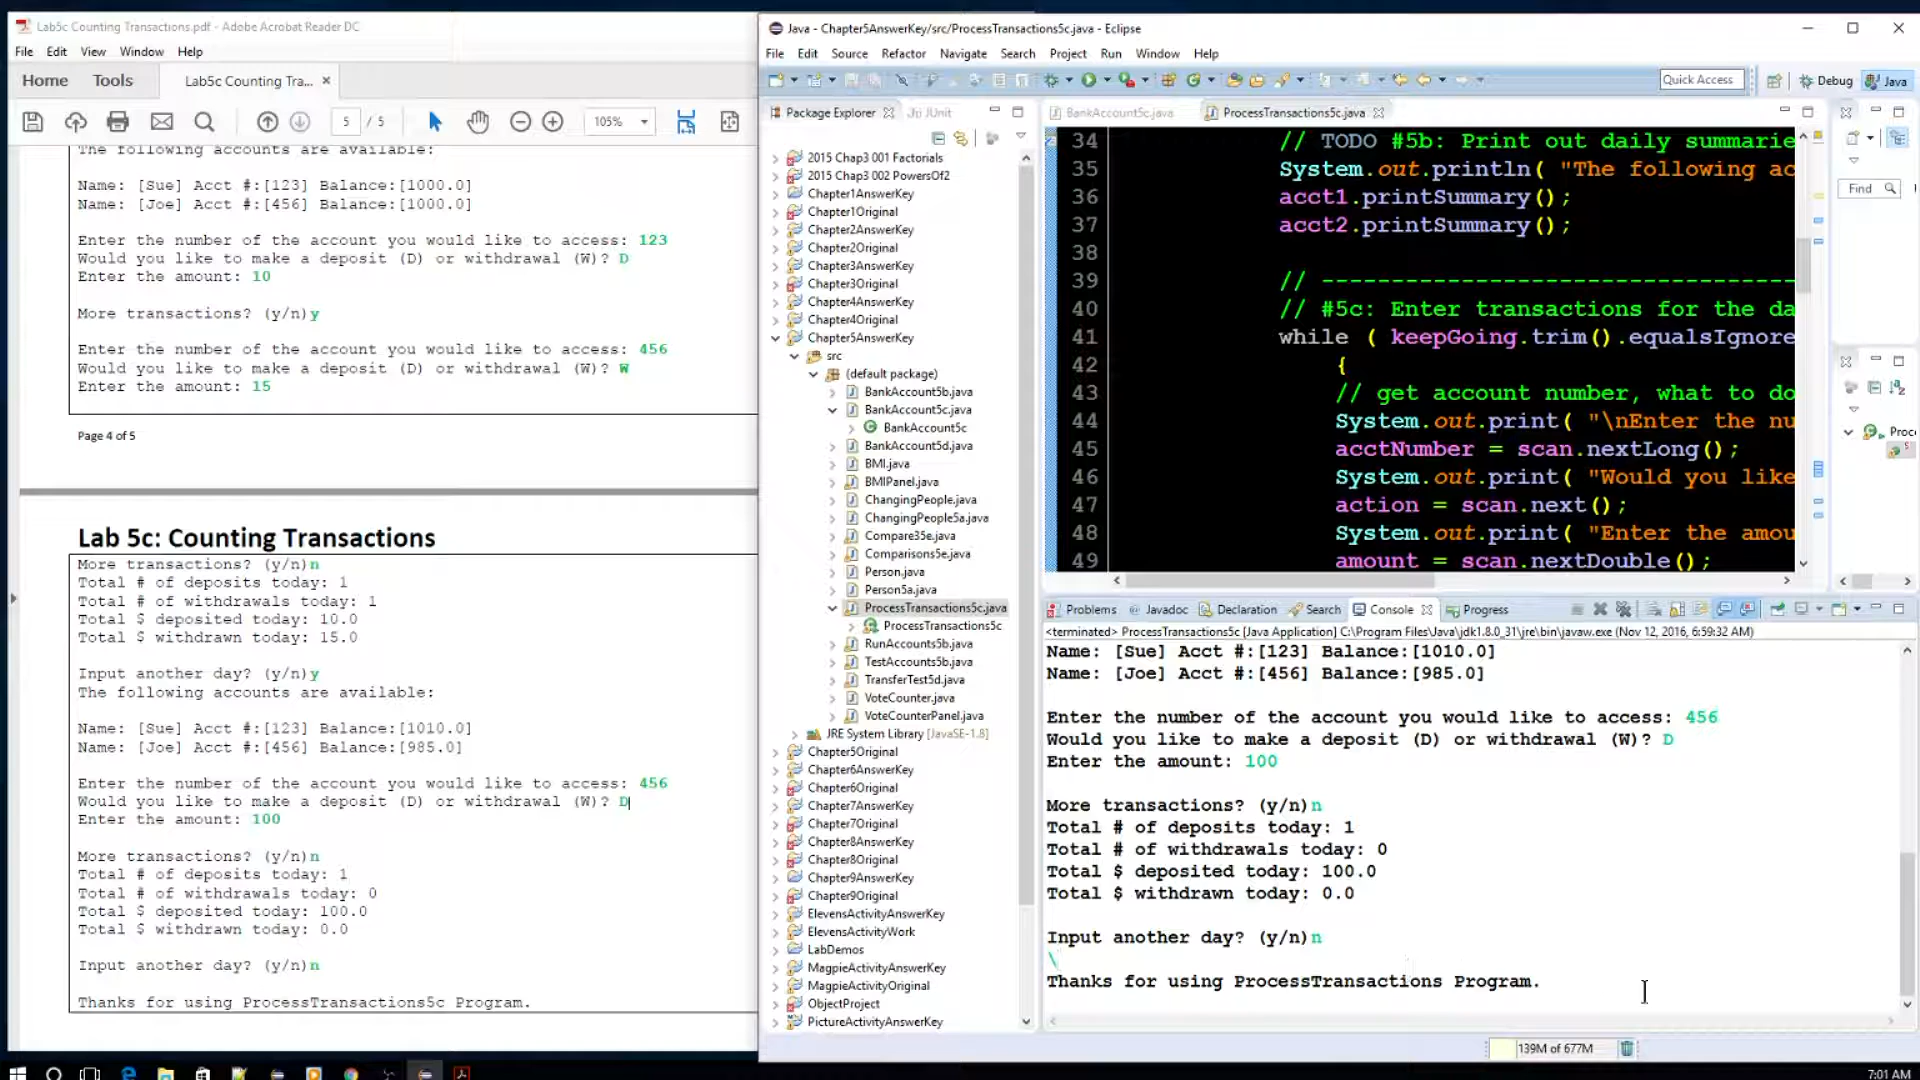 Lab5c Counting Transactions.pdf - Adobe Acrobat Reader DC
File Edit View Window Help
Home Tools Lab5c Counting Tra... ×
5 / 5 105%
The following accounts are available:
Name: [Sue] Acct #:[123] Balance:[1000.0]
Name: [Joe] Acct #:[456] Balance:[1000.0]
Enter the number of the account you would like to access: 123
Would you like to make a deposit (D) or withdrawal (W)? D
Enter the amount: 10
More transactions? (y/n)y
Enter the number of the account you would like to access: 456
Would you like to make a deposit (D) or withdrawal (W)? W
Enter the amount: 15
Page 4 of 5
Lab 5c: Counting Transactions
More transactions? (y/n)n
Total # of deposits today: 1
Total # of withdrawals today: 1
Total $ deposited today: 10.0
Total $ withdrawn today: 15.0
Input another day? (y/n)y
The following accounts are available:
Name: [Sue] Acct #:[123] Balance:[1010.0]
Name: [Joe] Acct #:[456] Balance:[985.0]
Enter the number of the account you would like to access: 456
Would you like to make a deposit (D) or withdrawal (W)? D
Enter the amount: 100
More transactions? (y/n)n
Total # of deposits today: 1
Total # of withdrawals today: 0
Total $ deposited today: 100.0
Total $ withdrawn today: 0.0
Input another day? (y/n)n
Thanks for using ProcessTransactions5c Program.
Java - Chapter5AnswerKey/src/ProcessTransactions5c.java - Eclipse
File Edit Source Refactor Navigate Search Project Run Window Help
Quick Access Debug Java
Package Explorer JUnit
2015 Chap3 001 Factorials
2015 Chap3 002 PowersOf2
Chapter1AnswerKey
Chapter1Original
Chapter2AnswerKey
Chapter2Original
Chapter3AnswerKey
Chapter3Original
Chapter4AnswerKey
Chapter4Original
Chapter5AnswerKey
src
(default package)
BankAccount5b.java
BankAccount5c.java
BankAccount5c
BankAccount5d.java
BMI.java
BMIPanel.java
ChangingPeople.java
ChangingPeople5a.java
Compare35e.java
Comparisons5e.java
Person.java
Person5a.java
ProcessTransactions5c.java
ProcessTransactions5c
RunAccounts5b.java
TestAccounts5b.java
TransferTest5d.java
VoteCounter.java
VoteCounterPanel.java
JRE System Library [JavaSE-1.8]
Chapter5Original
Chapter6AnswerKey
Chapter6Original
Chapter7AnswerKey
Chapter7Original
Chapter8AnswerKey
Chapter8Original
Chapter9AnswerKey
Chapter9Original
ElevensActivityAnswerKey
ElevensActivityWork
LabDemos
MagpieActivityAnswerKey
MagpieActivityOriginal
ObjectProject
PictureActivityAnswerKey
BankAccount5c.java ProcessTransactions5c.java
34 // TODO #5b: Print out daily summarie
35 System.out.println( "The following ac
36 acct1.printSummary();
37 acct2.printSummary();
38
39 // ----------------------------------
40 // #5c: Enter transactions for the da
41 while ( keepGoing.trim().equalsIgnore
42 {
43 // get account number, what to do
44 System.out.print( "\nEnter the nu
45 acctNumber = scan.nextLong();
46 System.out.print( "Would you like
47 action = scan.next();
48 System.out.print( "Enter the amou
49 amount = scan.nextDouble();
Find
Proce
Problems Javadoc Declaration Search Console Progress
<terminated> ProcessTransactions5c [Java Application] C:\Program Files\Java\jdk1.8.0_31\jre\bin\javaw.exe (Nov 12, 2016, 6:59:32 AM)
Name: [Sue] Acct #:[123] Balance:[1010.0]
Name: [Joe] Acct #:[456] Balance:[985.0]
Enter the number of the account you would like to access: 456
Would you like to make a deposit (D) or withdrawal (W)? D
Enter the amount: 100
More transactions? (y/n)n
Total # of deposits today: 1
Total # of withdrawals today: 0
Total $ deposited today: 100.0
Total $ withdrawn today: 0.0
Input another day? (y/n)n
\
Thanks for using ProcessTransactions Program.
139M of 677M
7:01 AM